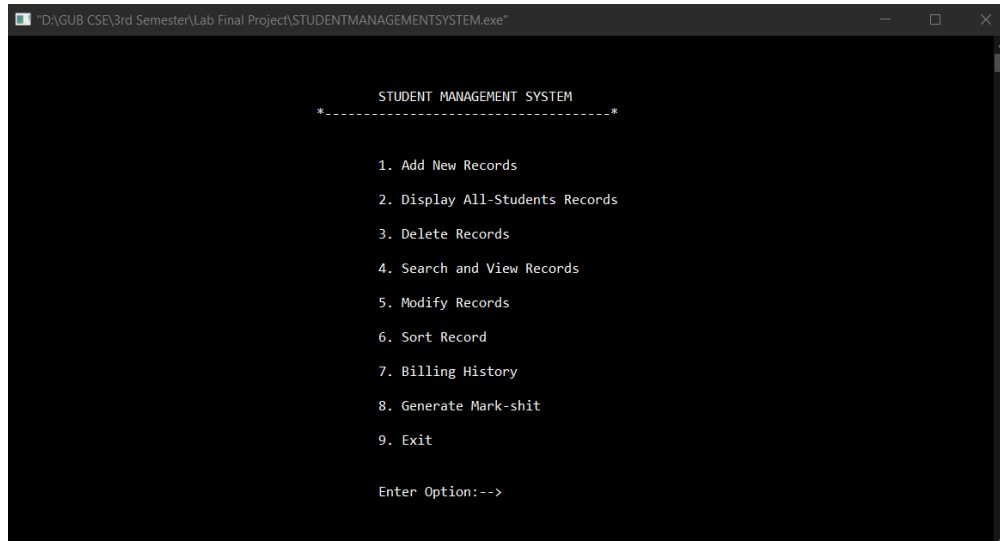 "D:\GUB CSE\3rd Semester\Lab Final Project\STUDENTMANAGEMENTSYSTEM.exe"
STUDENT MANAGEMENT SYSTEM
*-------------------------------------*
1. Add New Records
2. Display All-Students Records
3. Delete Records
4. Search and View Records
5. Modify Records
6. Sort Record
7. Billing History
8. Generate Mark-shit
9. Exit
Enter Option:-->